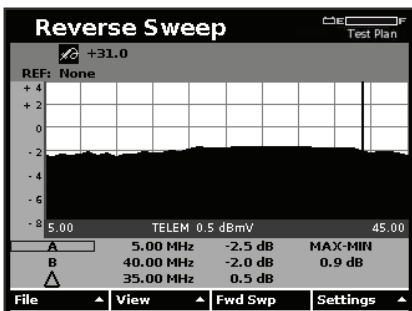 Reverse Sweep
E F
Test Plan
+31.0
REF: None
+ 4
+ 2
0
- 2
- 4
- 6
- 8
5.00 TELEM 0.5 dBmV 45.00
A 5.00 MHz -2.5 dB MAX-MIN
B 40.00 MHz -2.0 dB 0.9 dB
△ 35.00 MHz 0.5 dB
File View Fwd Swp Settings